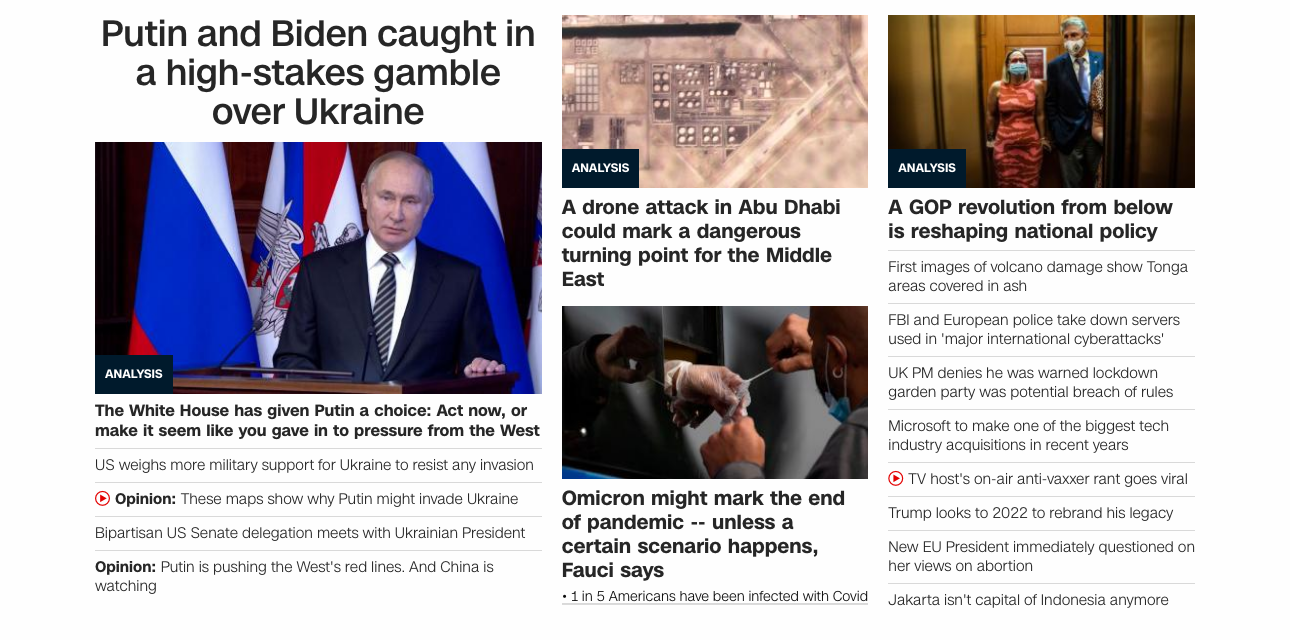 Putin and Biden caught in
a high-stakes gamble
over Ukraine
ANALYSIS
The White House has given Putin a choice: Act now, or
make it seem like you gave in to pressure from the West
US weighs more military support for Ukraine to resist any invasion
Opinion: These maps show why Putin might invade Ukraine
Bipartisan US Senate delegation meets with Ukrainian President
Opinion: Putin is pushing the West's red lines. And China is
watching
ANALYSIS
A drone attack in Abu Dhabi
could mark a dangerous
turning point for the Middle
East
Omicron might mark the end
of pandemic -- unless a
certain scenario happens,
Fauci says
• 1 in 5 Americans have been infected with Covid
ANALYSIS
A GOP revolution from below
is reshaping national policy
First images of volcano damage show Tonga
areas covered in ash
FBI and European police take down servers
used in 'major international cyberattacks'
UK PM denies he was warned lockdown
garden party was potential breach of rules
Microsoft to make one of the biggest tech
industry acquisitions in recent years
TV host's on-air anti-vaxxer rant goes viral
Trump looks to 2022 to rebrand his legacy
New EU President immediately questioned on
her views on abortion
Jakarta isn't capital of Indonesia anymore